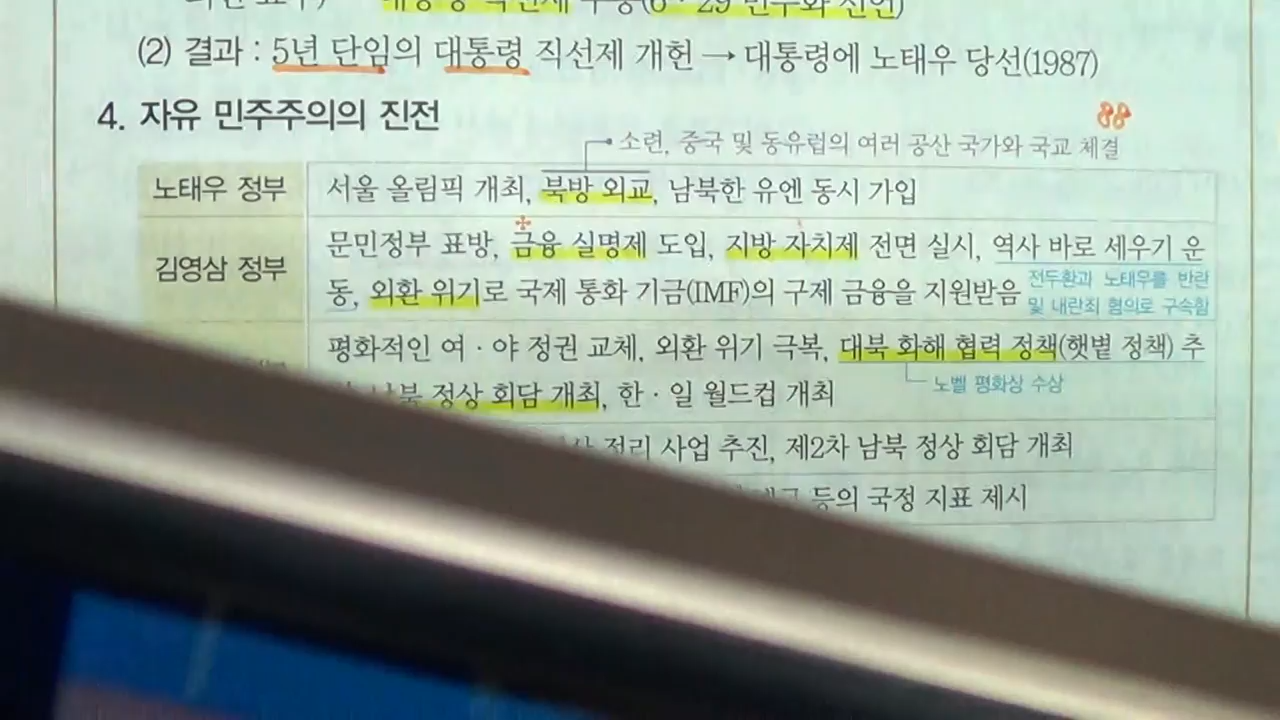 (2) 결과 : 5년 단임의 대통령 직선제 개헌 → 대통령에 노태우 당선(1987)
4. 자유 민주주의의 진전
88
소련, 중국 및 동유럽의 여러 공산 국가와 국교 체결
노태우 정부 서울 올림픽 개최, 북방 외교, 남북한 유엔 동시 가입
김영삼 정부 문민정부 표방, 금융 실명제 도입, 지방 자치제 전면 실시, 역사 바로 세우기 운
동, 외환 위기로 국제 통화 기금(IMF)의 구제 금융을 지원받음
전두환과 노태우를 반란
및 내란죄 혐의로 구속함
평화적인 여·야 정권 교체, 외환 위기 극복, 대북 화해 협력 정책(햇볕 정책) 추
정상 회담 개최, 한·일 월드컵 개최
노벨 평화상 수상
정리 사업 추진, 제2차 남북 정상 회담 개최
등의 국정 지표 제시